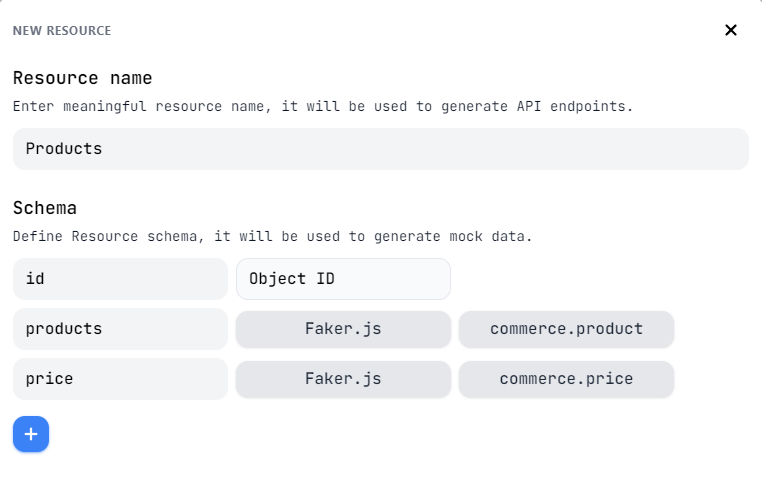 NEW RESOURCE
Resource name
Enter meaningful resource name, it will be used to generate API endpoints.
Products
Schema
Define Resource schema, it will be used to generate mock data.
id Object ID
products Faker.js commerce.product
price Faker.js commerce.price